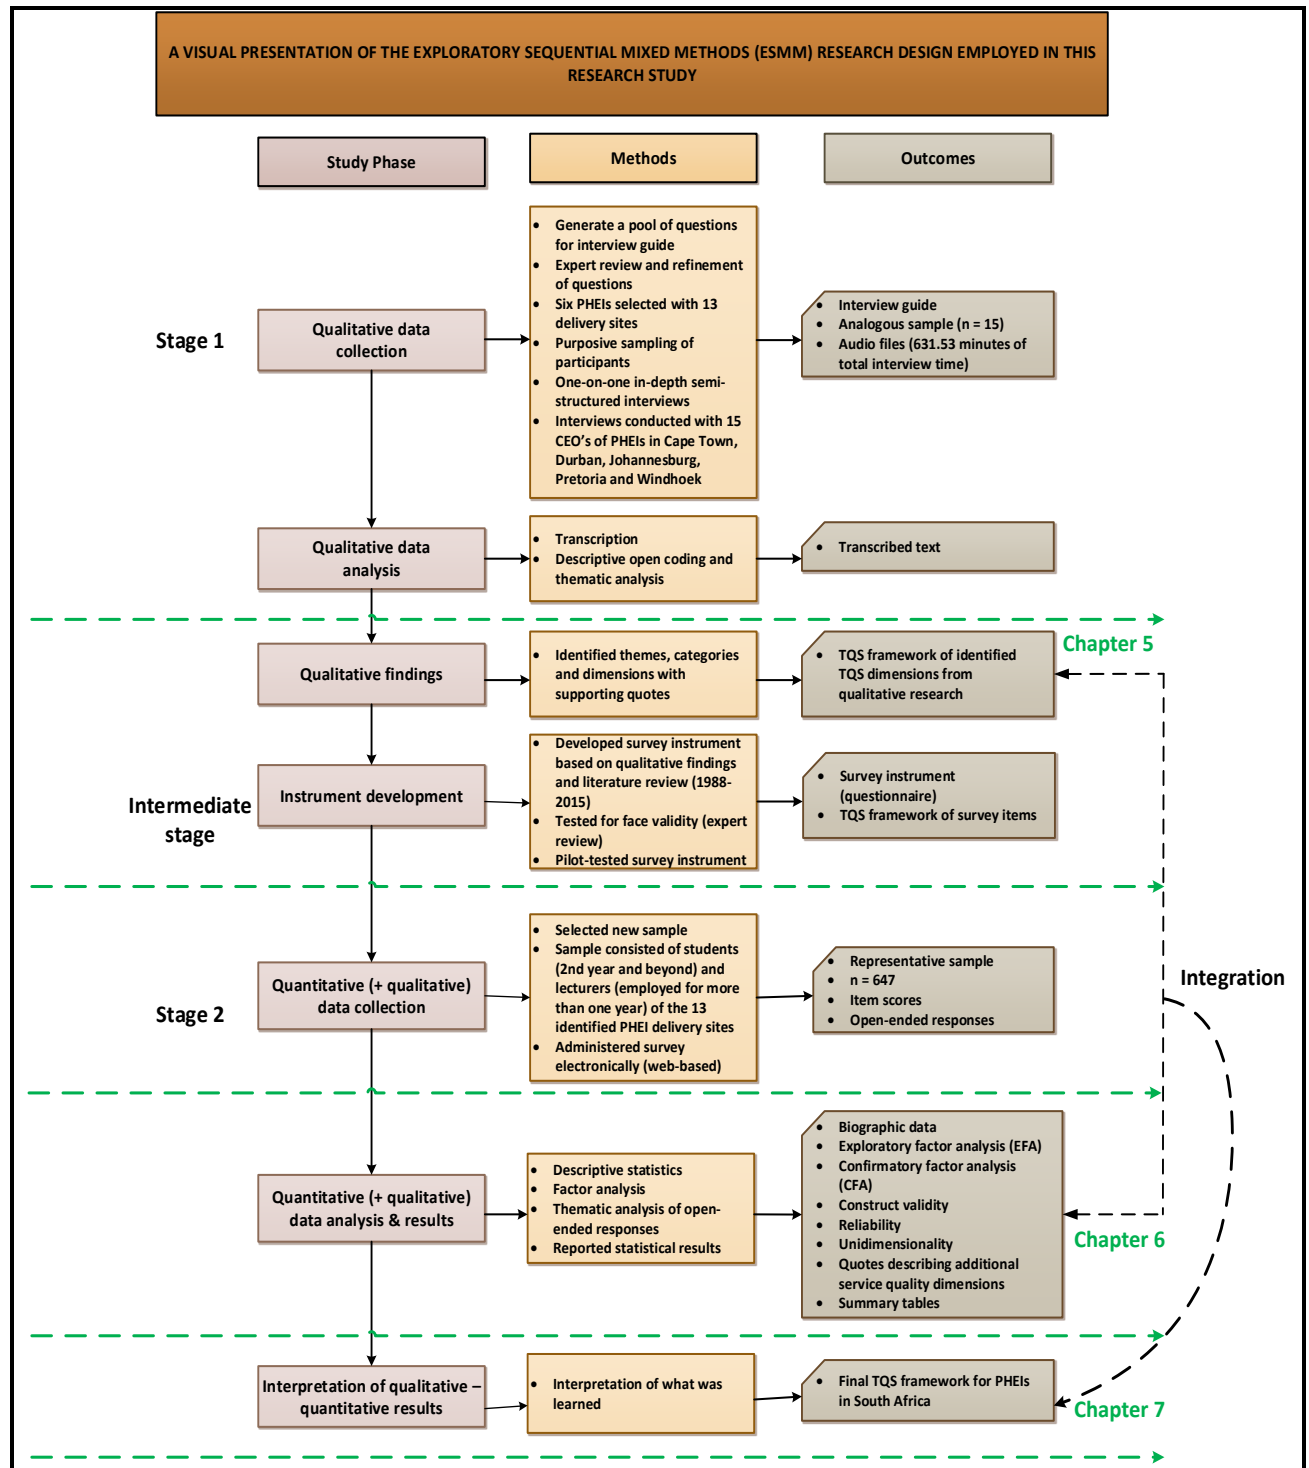 A VISUAL PRESENTATION OF THE EXPLORATORY SEQUENTIAL MIXED METHODS (ESMM) RESEARCH DESIGN EMPLOYED IN THIS
RESEARCH STUDY
Study Phase
Methods
Outcomes
Stage 1
Qualitative data
collection
• Generate a pool of questions
for interview guide
• Expert review and refinement
of questions
• Six PHEIs selected with 13
delivery sites
• Purposive sampling of
participants
• One-on-one in-depth semi-
structured interviews
• Interviews conducted with 15
CEO's of PHEIs in Cape Town,
Durban, Johannesburg,
Pretoria and Windhoek
• Interview guide
• Analogous sample (n = 15)
• Audio files (631.53 minutes of
total interview time)
Qualitative data
analysis
• Transcription
• Descriptive open coding and
thematic analysis
• Transcribed text
Chapter 5
Qualitative findings
• Identified themes, categories
and dimensions with
supporting quotes
• TQS framework of identified
TQS dimensions from
qualitative research
Intermediate
stage
Instrument development
• Developed survey instrument
based on qualitative findings
and literature review (1988-
2015)
• Tested for face validity (expert
review)
• Pilot-tested survey instrument
• Survey instrument
(questionnaire)
• TQS framework of survey items
Stage 2
Quantitative (+ qualitative)
data collection
• Selected new sample
• Sample consisted of students
(2nd year and beyond) and
lecturers (employed for more
than one year) of the 13
identified PHEI delivery sites
• Administered survey
electronically (web-based)
• Representative sample
• n = 647
• Item scores
• Open-ended responses
Integration
Quantitative (+ qualitative)
data analysis & results
• Descriptive statistics
• Factor analysis
• Thematic analysis of open-
ended responses
• Reported statistical results
• Biographic data
• Exploratory factor analysis (EFA)
• Confirmatory factor analysis
(CFA)
• Construct validity
• Reliability
• Unidimensionality
• Quotes describing additional
service quality dimensions
• Summary tables
Chapter 6
Interpretation of qualitative –
quantitative results
• Interpretation of what was
learned
• Final TQS framework for PHEIs
in South Africa
Chapter 7